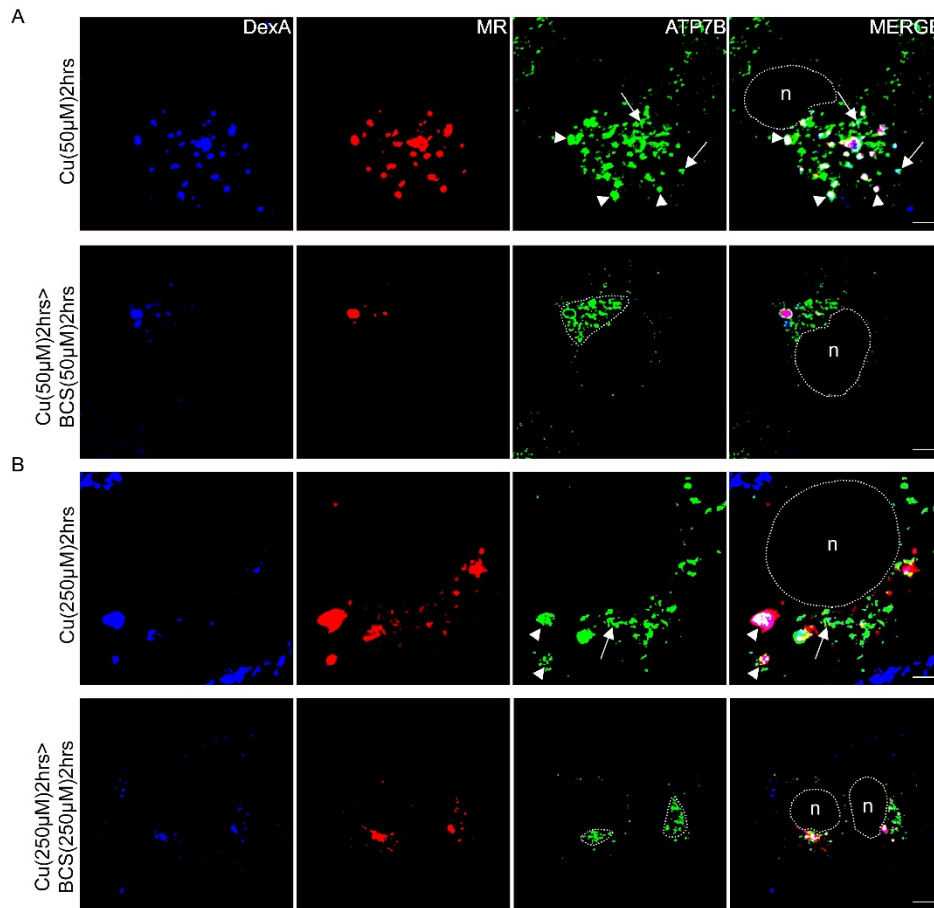 A
DexA
MR
ATP7B
MERGE
Cu(50µM)2hrs
n
Cu(50µM)2hrs>
BCS(50µM)2hrs
n
B
Cu(250µM)2hrs
n
Cu(250µM)2hrs>
BCS(250µM)2hrs
n
n